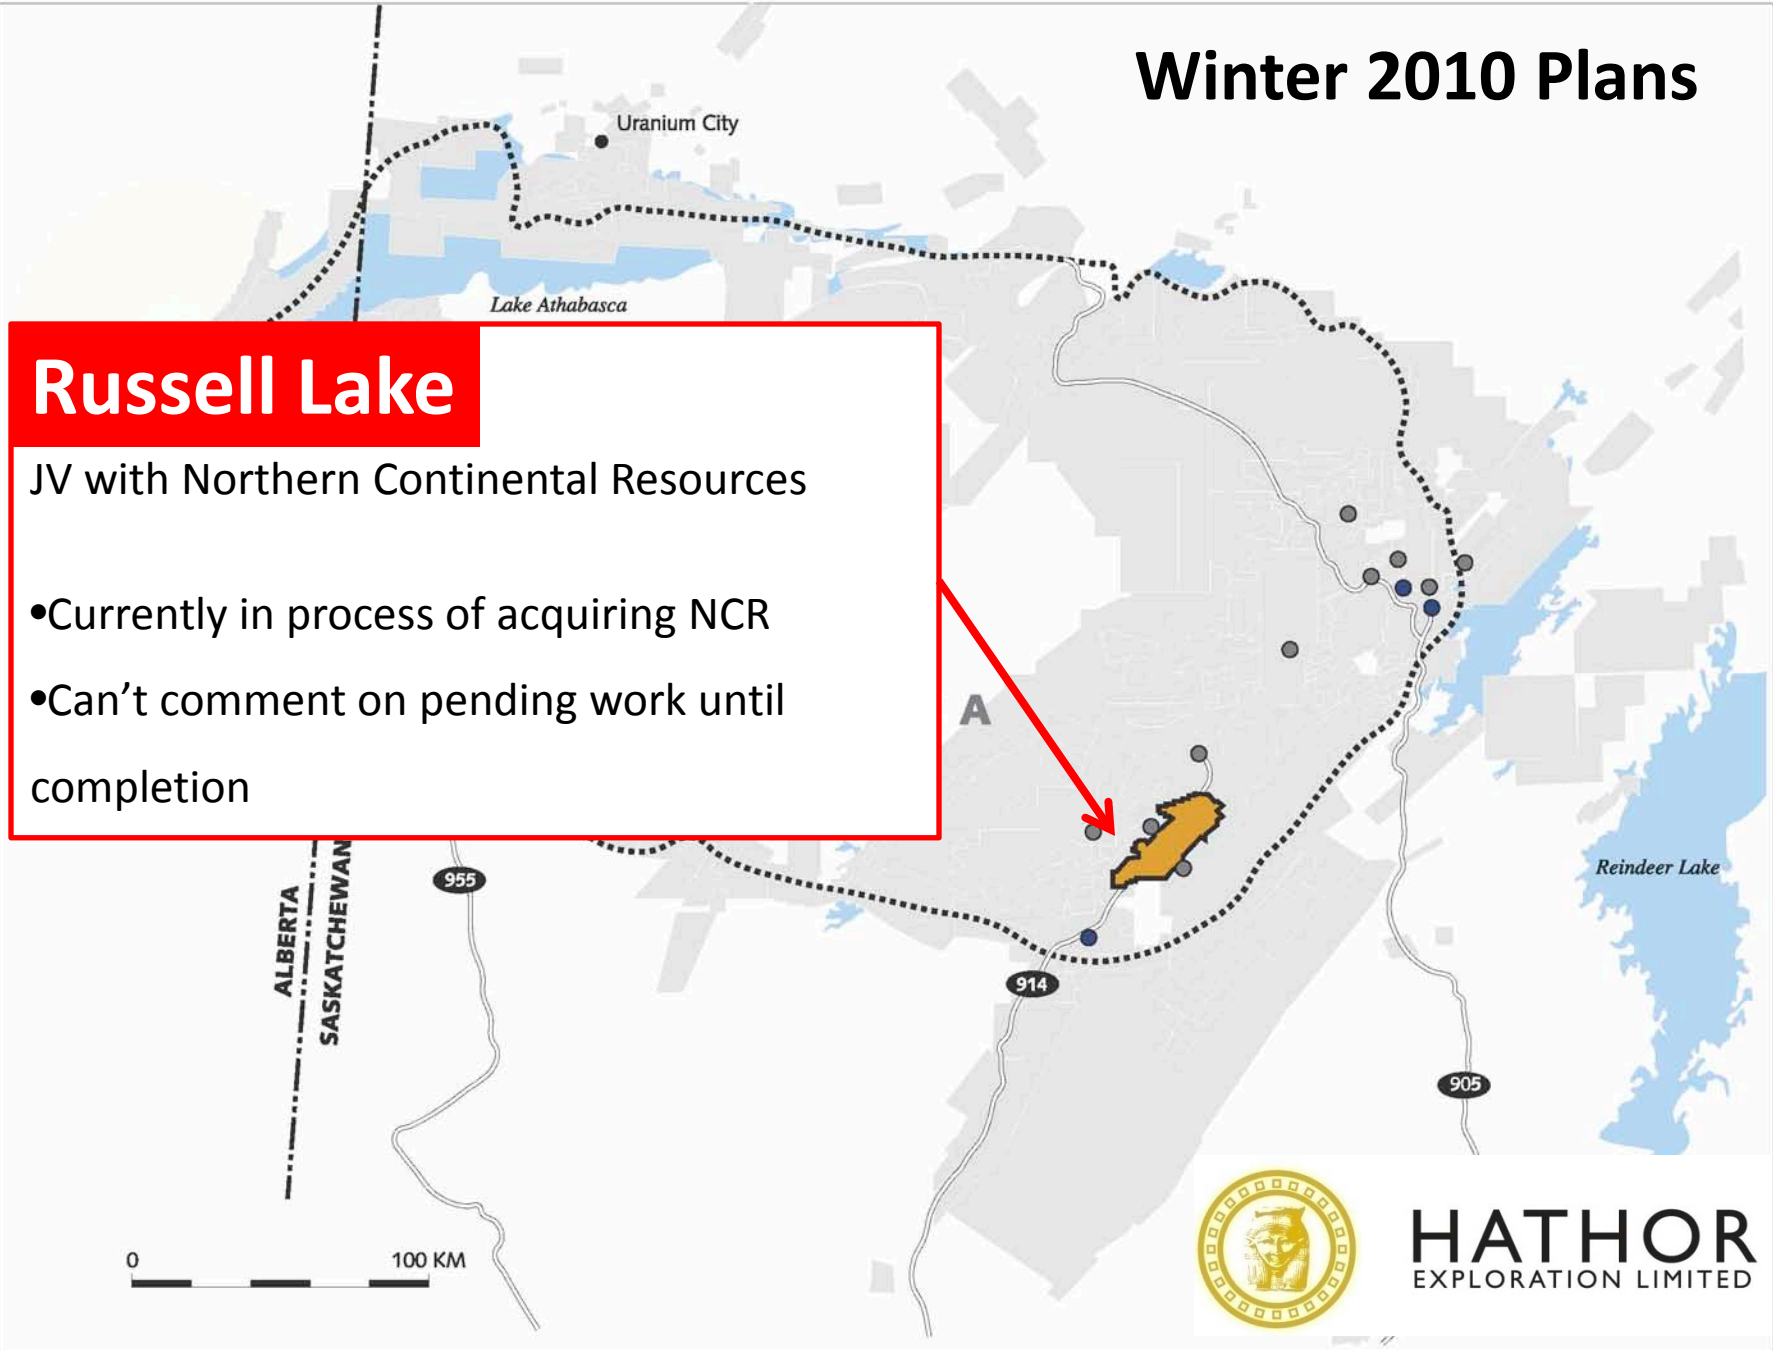 Winter 2010 Plans
Uranium City
Lake Athabasca
Russell Lake
JV with Northern Continental Resources
•Currently in process of acquiring NCR
•Can’t comment on pending work until
completion
A
Reindeer Lake
955
ALBERTA
SASKATCHEWAN
914
905
0 100 KM
HATHOR
EXPLORATION LIMITED